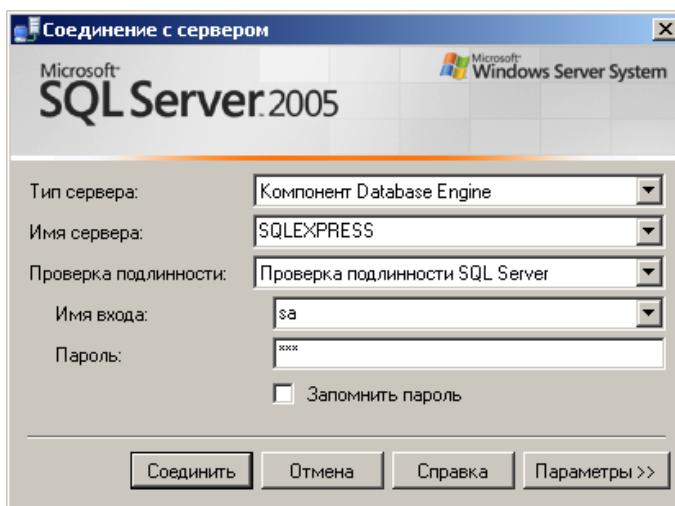 Соединение с сервером
Microsoft
SQL Server 2005
Microsoft
Windows Server System
Тип сервера: Компонент Database Engine
Имя сервера: SQLEXPRESS
Проверка подлинности: Проверка подлинности SQL Server
Имя входа: sa
Пароль: ***
Запомнить пароль
Соединить Отмена Справка Параметры >>